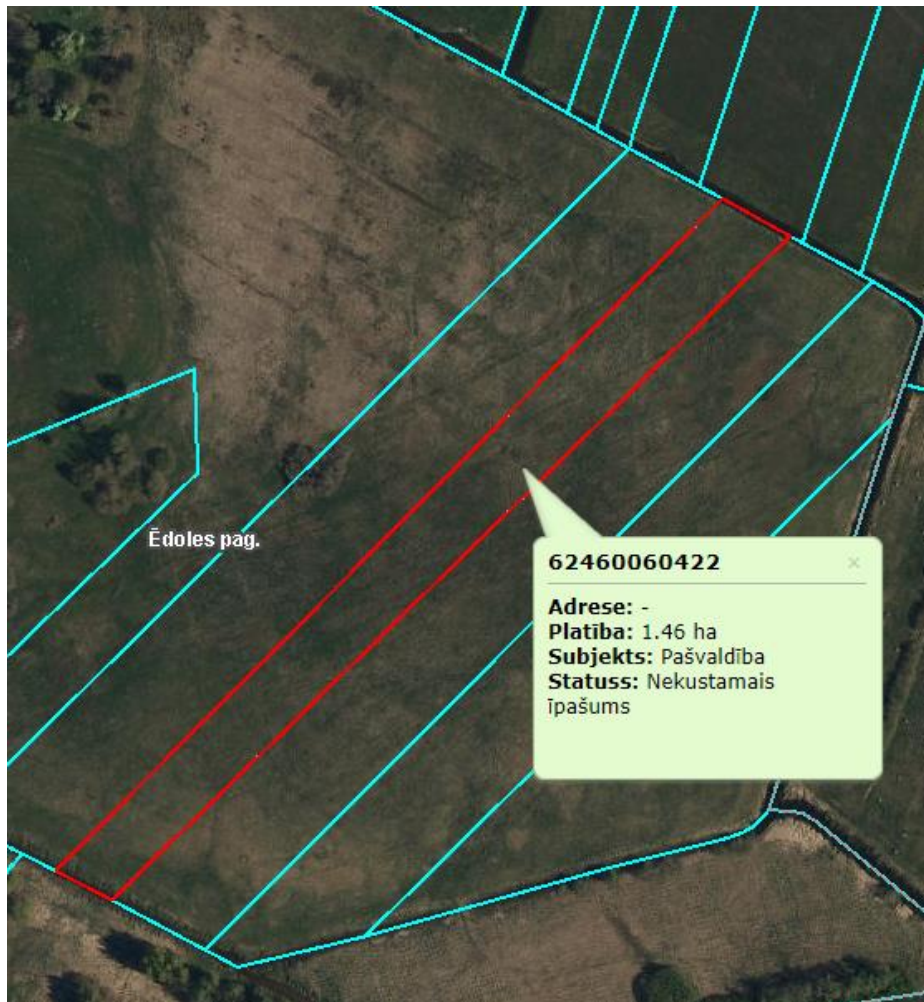 Ēdoles pag.
62460060422 ×
Adrese: -
Platība: 1.46 ha
Subjekts: Pašvaldība
Statuss: Nekustamais
īpašums